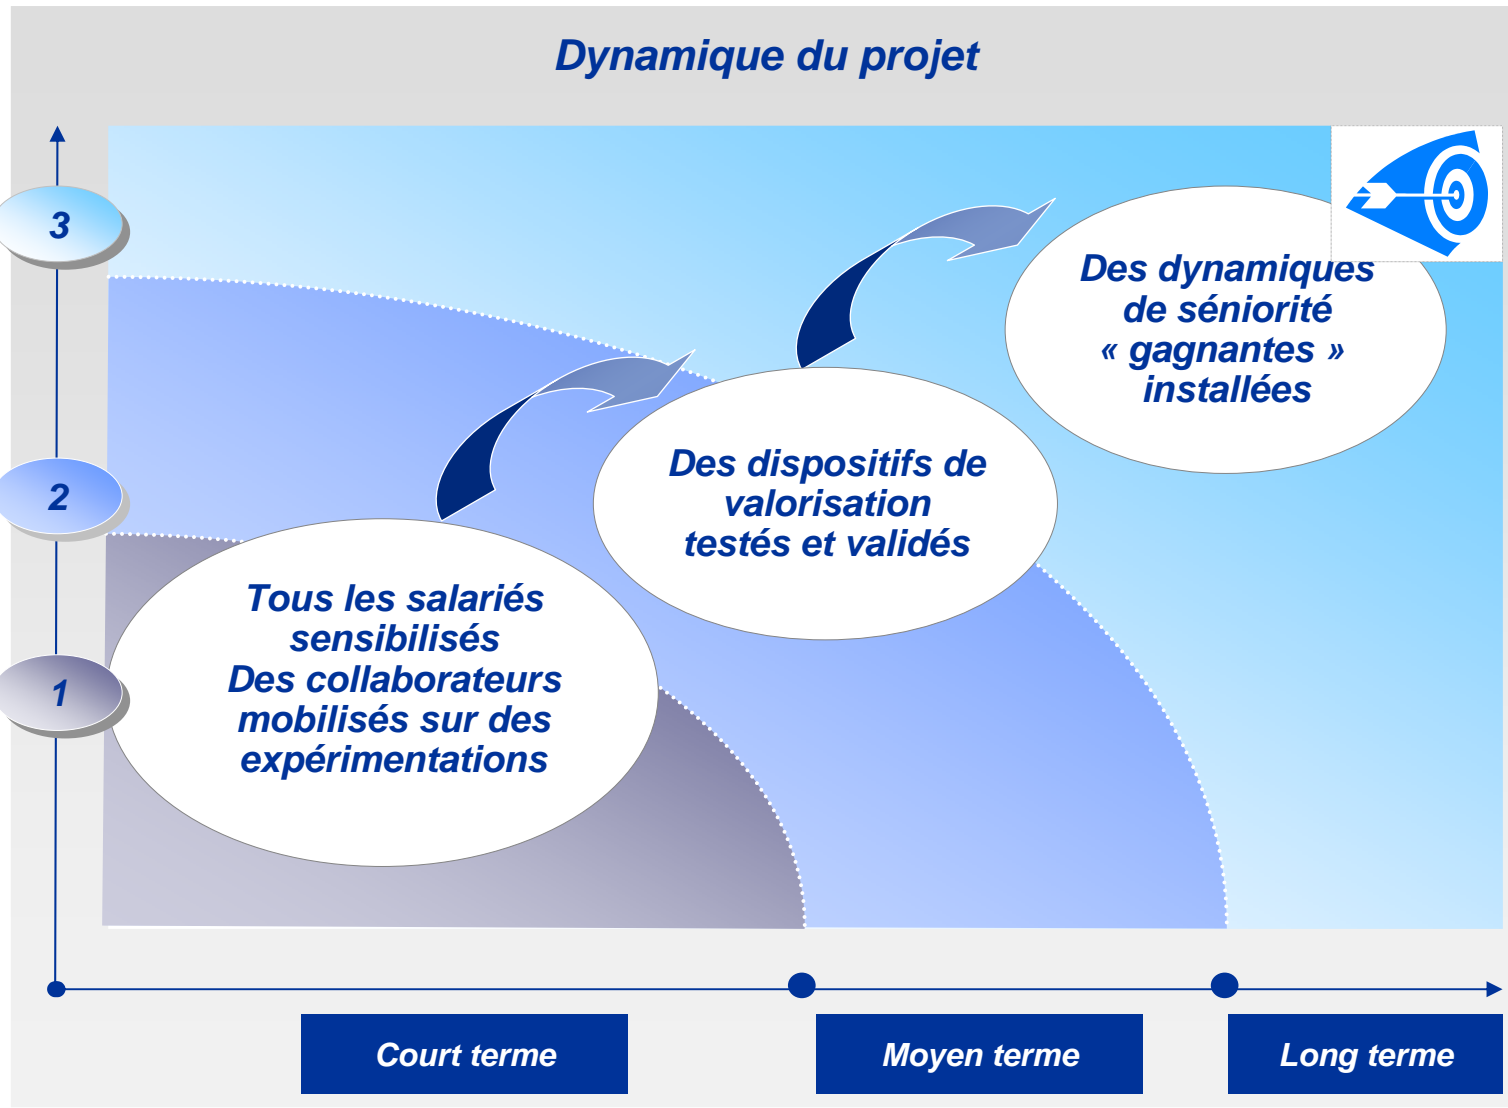 Dynamique du projet
3
Des dynamiques
de séniorité
« gagnantes »
installées
2
Des dispositifs de
valorisation
testés et validés
1
Tous les salariés
sensibilisés
Des collaborateurs
mobilisés sur des
expérimentations
Court terme
Moyen terme
Long terme